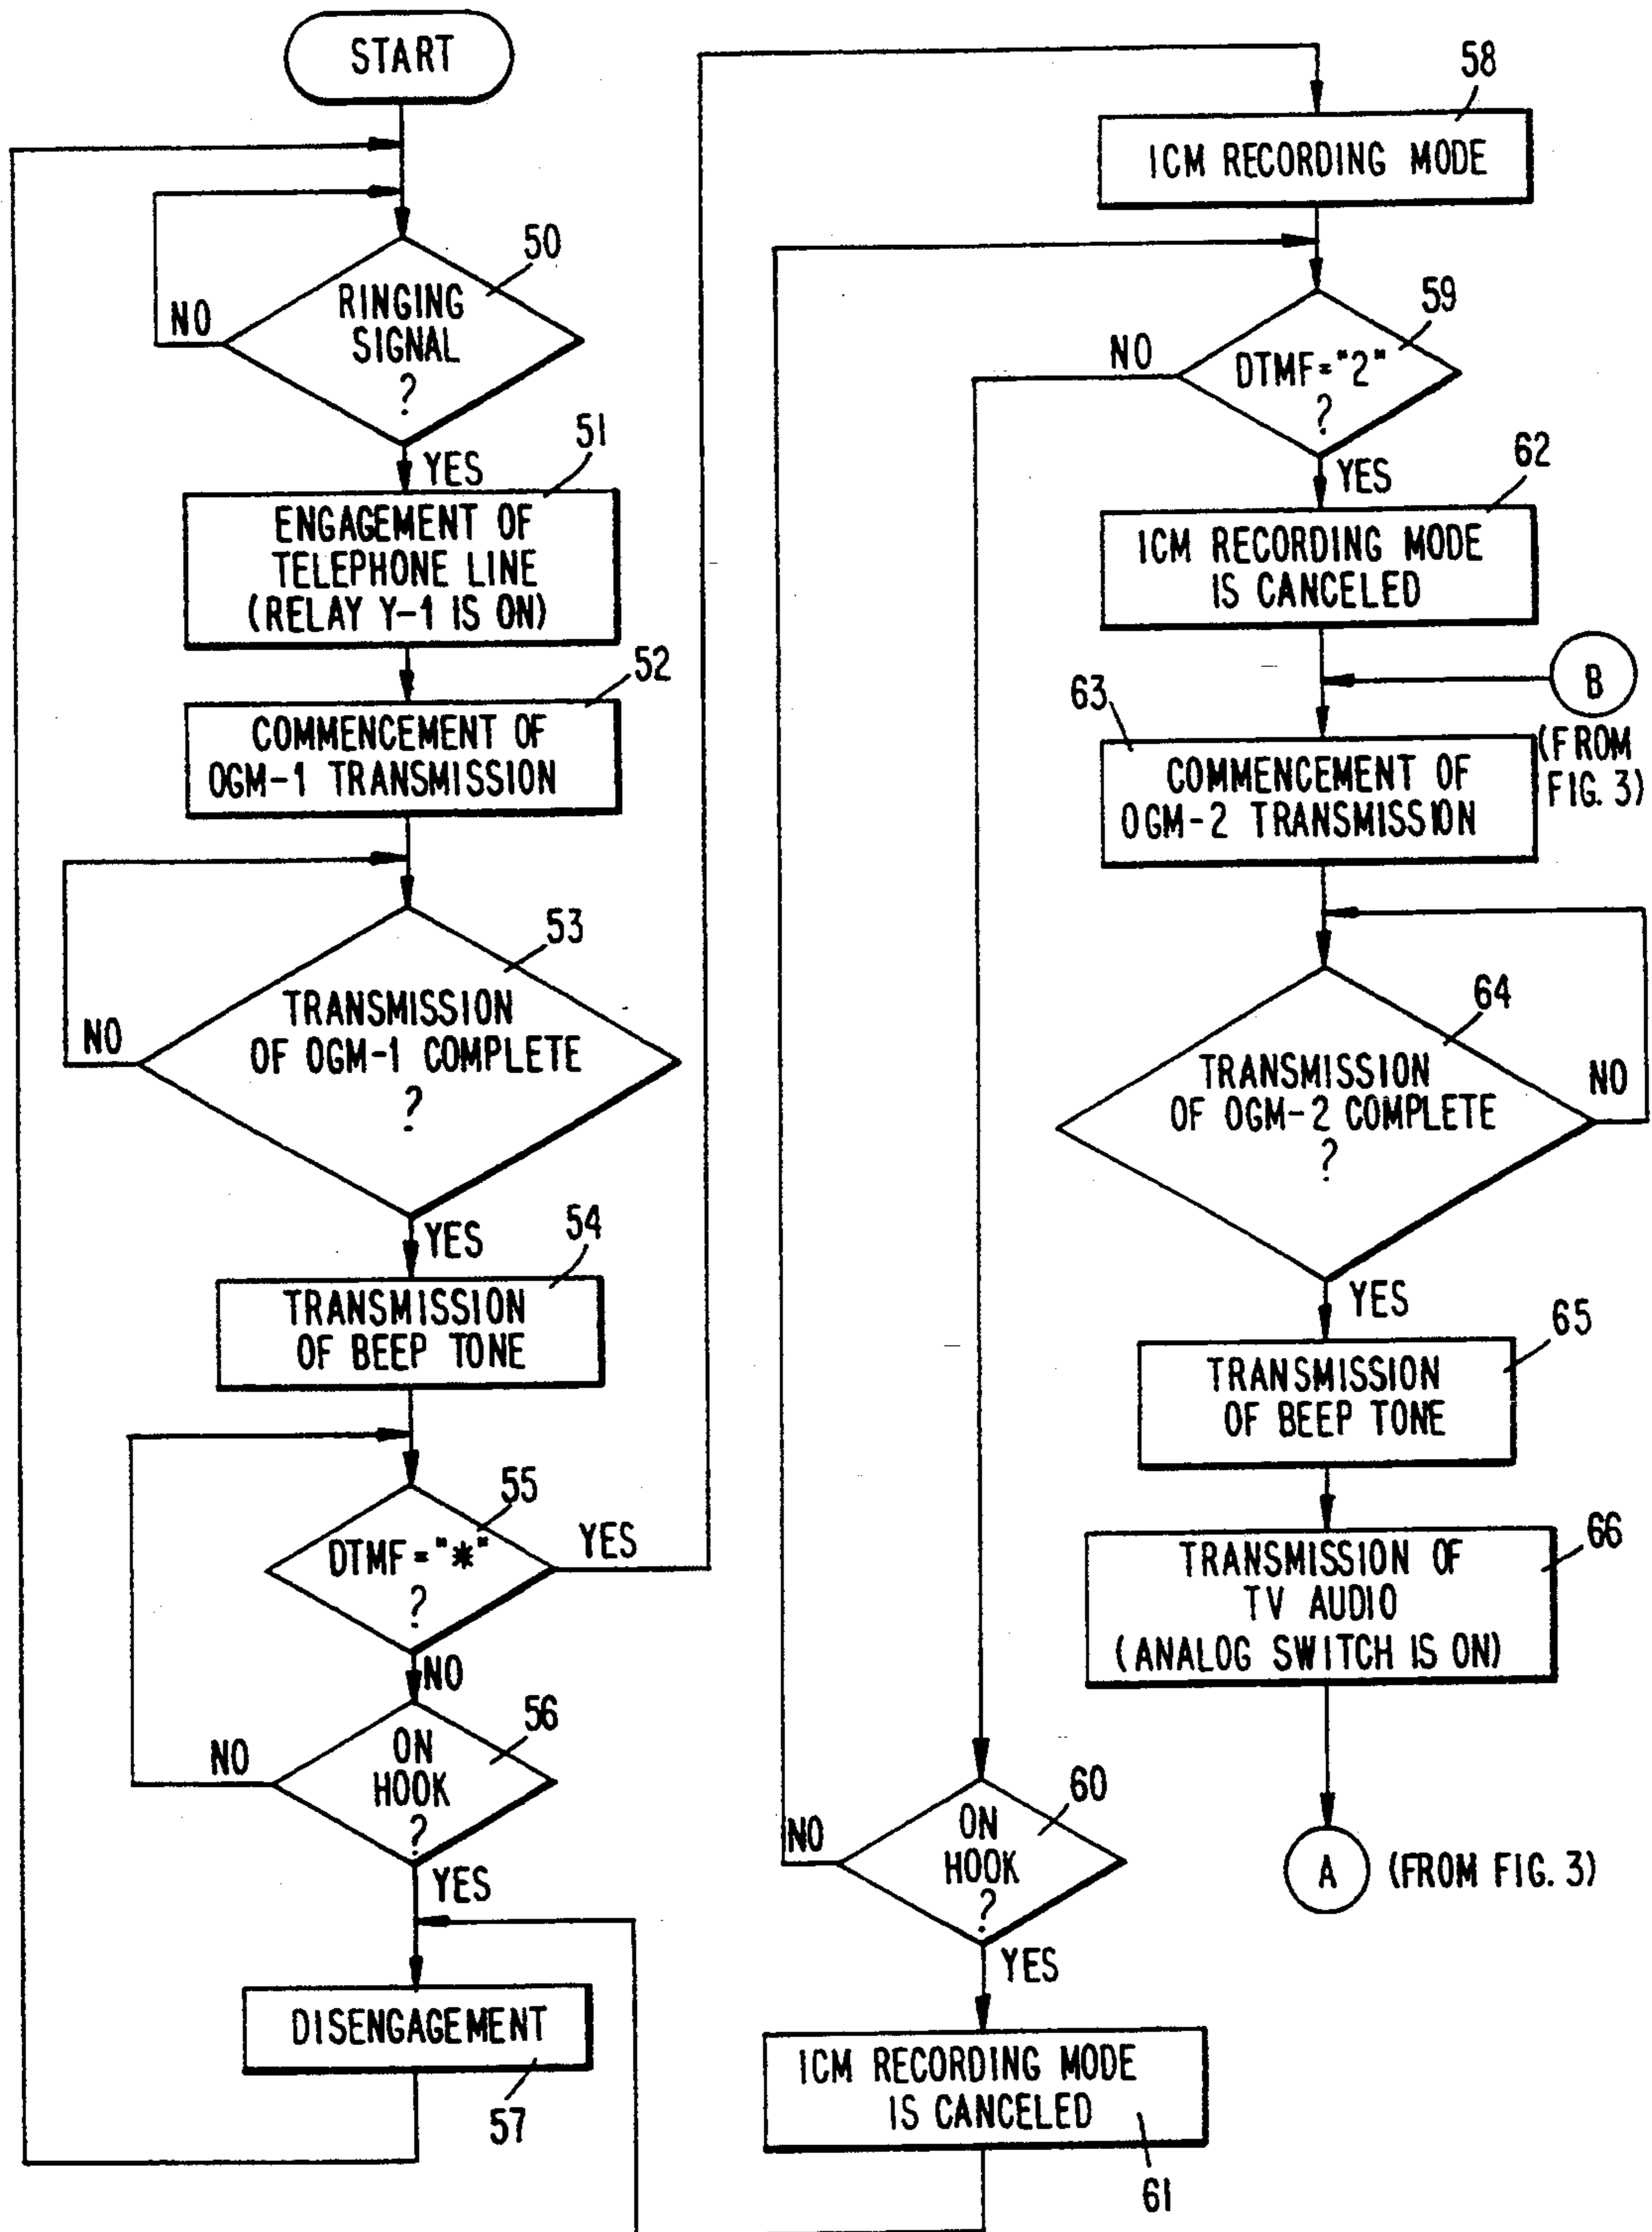 START
50
RINGING
SIGNAL
?
NO
YES
51
ENGAGEMENT OF
TELEPHONE LINE
(RELAY Y-1 IS ON)
52
COMMENCEMENT OF
OGM-1 TRANSMISSION
53
TRANSMISSION
OF OGM-1 COMPLETE
?
NO
YES
54
TRANSMISSION
OF BEEP TONE
55
DTMF="*"
?
YES
NO
56
ON
HOOK
?
NO
YES
DISENGAGEMENT
57
58
ICM RECORDING MODE
59
DTMF="2"
?
NO
YES
62
ICM RECORDING MODE
IS CANCELED
B
(FROM
FIG. 3)
63
COMMENCEMENT OF
OGM-2 TRANSMISSION
64
TRANSMISSION
OF OGM-2 COMPLETE
?
NO
YES
65
TRANSMISSION
OF BEEP TONE
66
TRANSMISSION OF
TV AUDIO
(ANALOG SWITCH IS ON)
A (FROM FIG. 3)
60
ON
HOOK
?
NO
YES
ICM RECORDING MODE
IS CANCELED
61